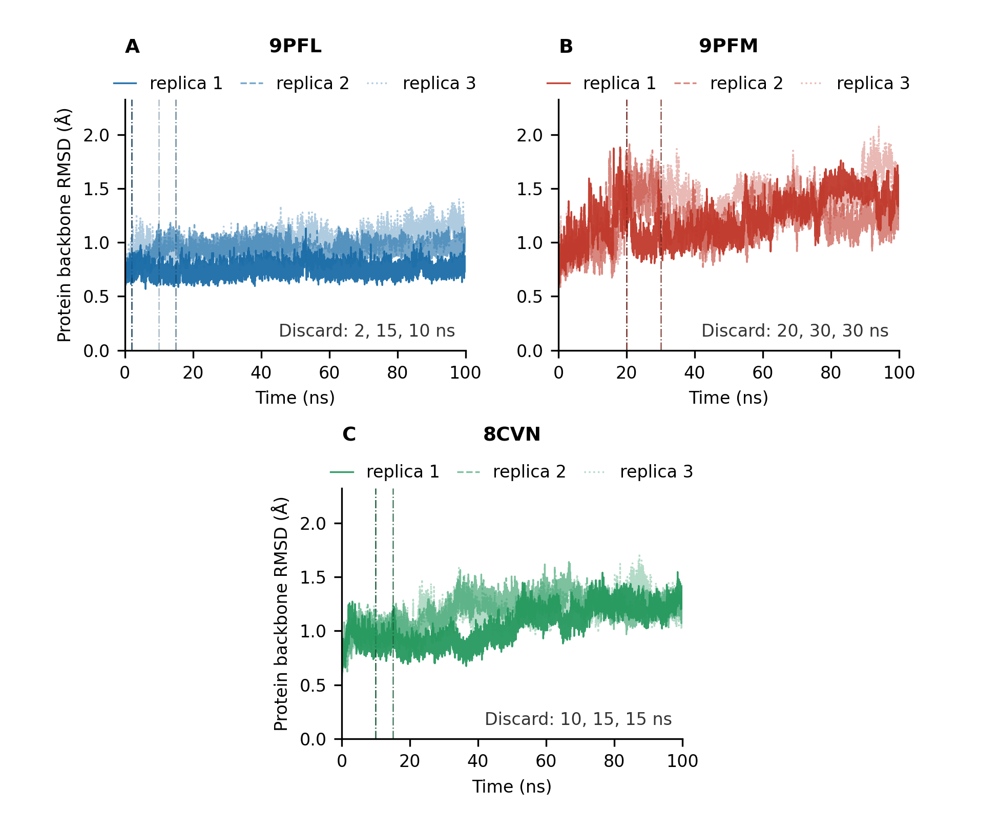 A 9PFL
replica 1 replica 2 replica 3
Protein backbone RMSD (Å)
2.0
1.5
1.0
0.5
0.0
Discard: 2, 15, 10 ns
0 20 40 60 80 100
Time (ns)
B 9PFM
replica 1 replica 2 replica 3
2.0
1.5
1.0
0.5
0.0
Discard: 20, 30, 30 ns
0 20 40 60 80 100
Time (ns)
C 8CVN
replica 1 replica 2 replica 3
Protein backbone RMSD (Å)
2.0
1.5
1.0
0.5
0.0
Discard: 10, 15, 15 ns
0 20 40 60 80 100
Time (ns)